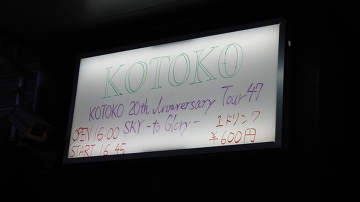 KOTOKO
KOTOKO 20th Anniversary Tour 47
SKY -to Glory-
OPEN 16:00
START 16:45
1ドリンク
¥600円